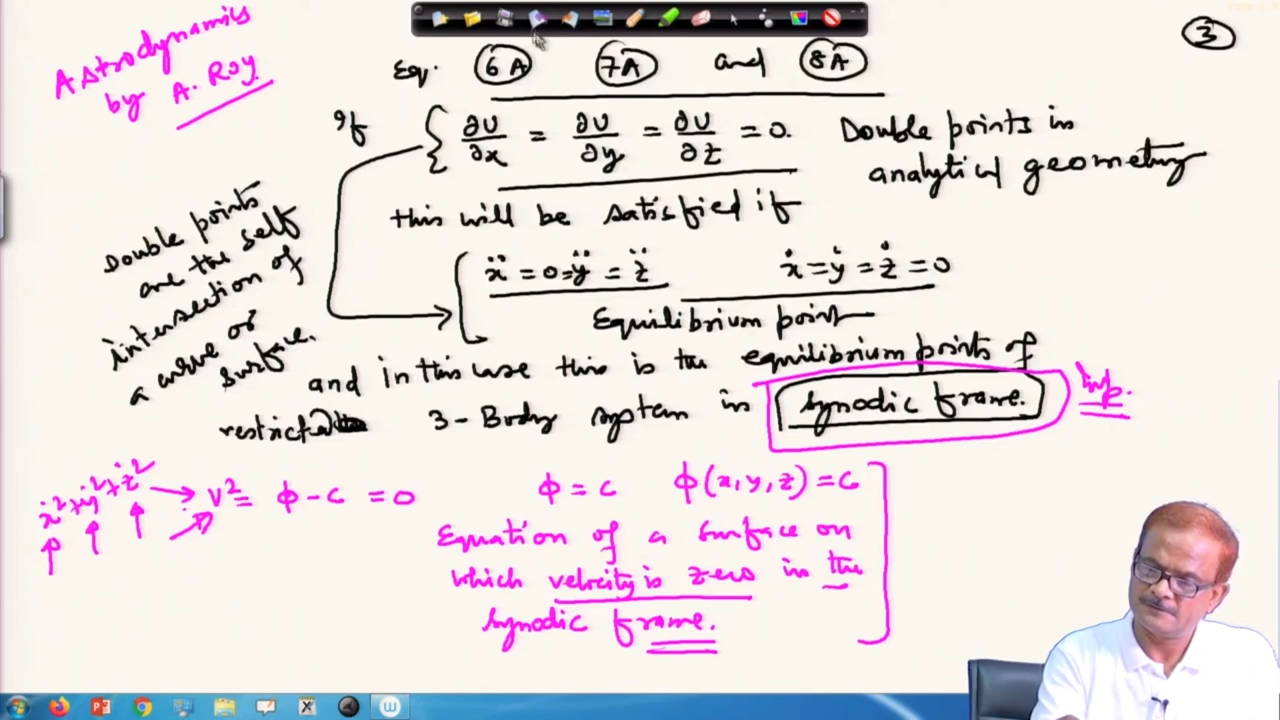 Astrodynamics
by A. Roy
3
Eq. 6A 7A and 8A
If { ∂U/∂x = ∂U/∂y = ∂U/∂z = 0. Double points in
analytical geometry
this will be satisfied if
ẍ = 0 = ÿ = z̈ ẋ = ẏ = ż = 0
Equilibrium point
Double points
are the self
intersection of
a curve or
surface.
and in this case this is the equilibrium points of
restricted 3-Body system in synodic frame. Imp.
ẋ² + ẏ² + ż² → V² = ϕ - c = 0
ϕ = c ϕ(x, y, z) = c
Equation of a surface on
which velocity is zero in the
synodic frame.